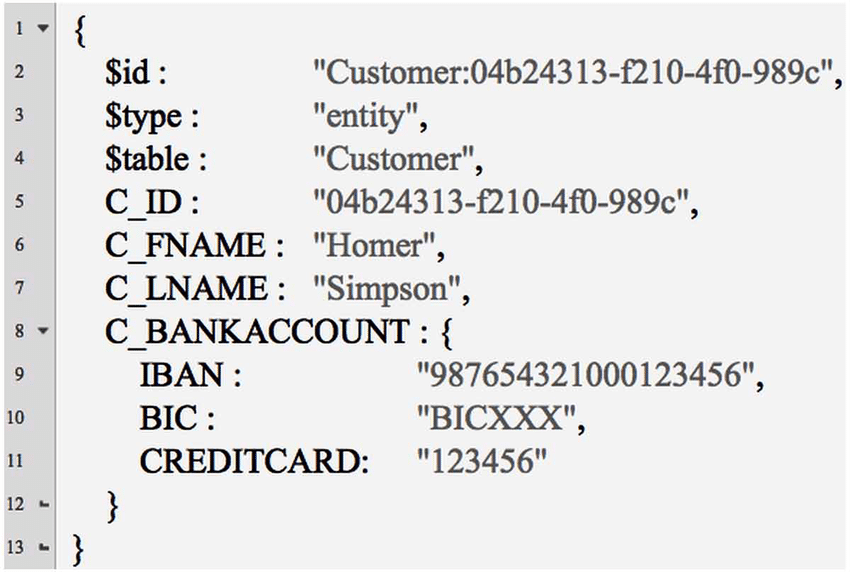 1 {
2 $id : "Customer:04b24313-f210-4f0-989c",
3 $type : "entity",
4 $table : "Customer",
5 C_ID : "04b24313-f210-4f0-989c",
6 C_FNAME : "Homer",
7 C_LNAME : "Simpson",
8 C_BANKACCOUNT : {
9 IBAN : "987654321000123456",
10 BIC : "BICXXX",
11 CREDITCARD: "123456"
12 }
13 }